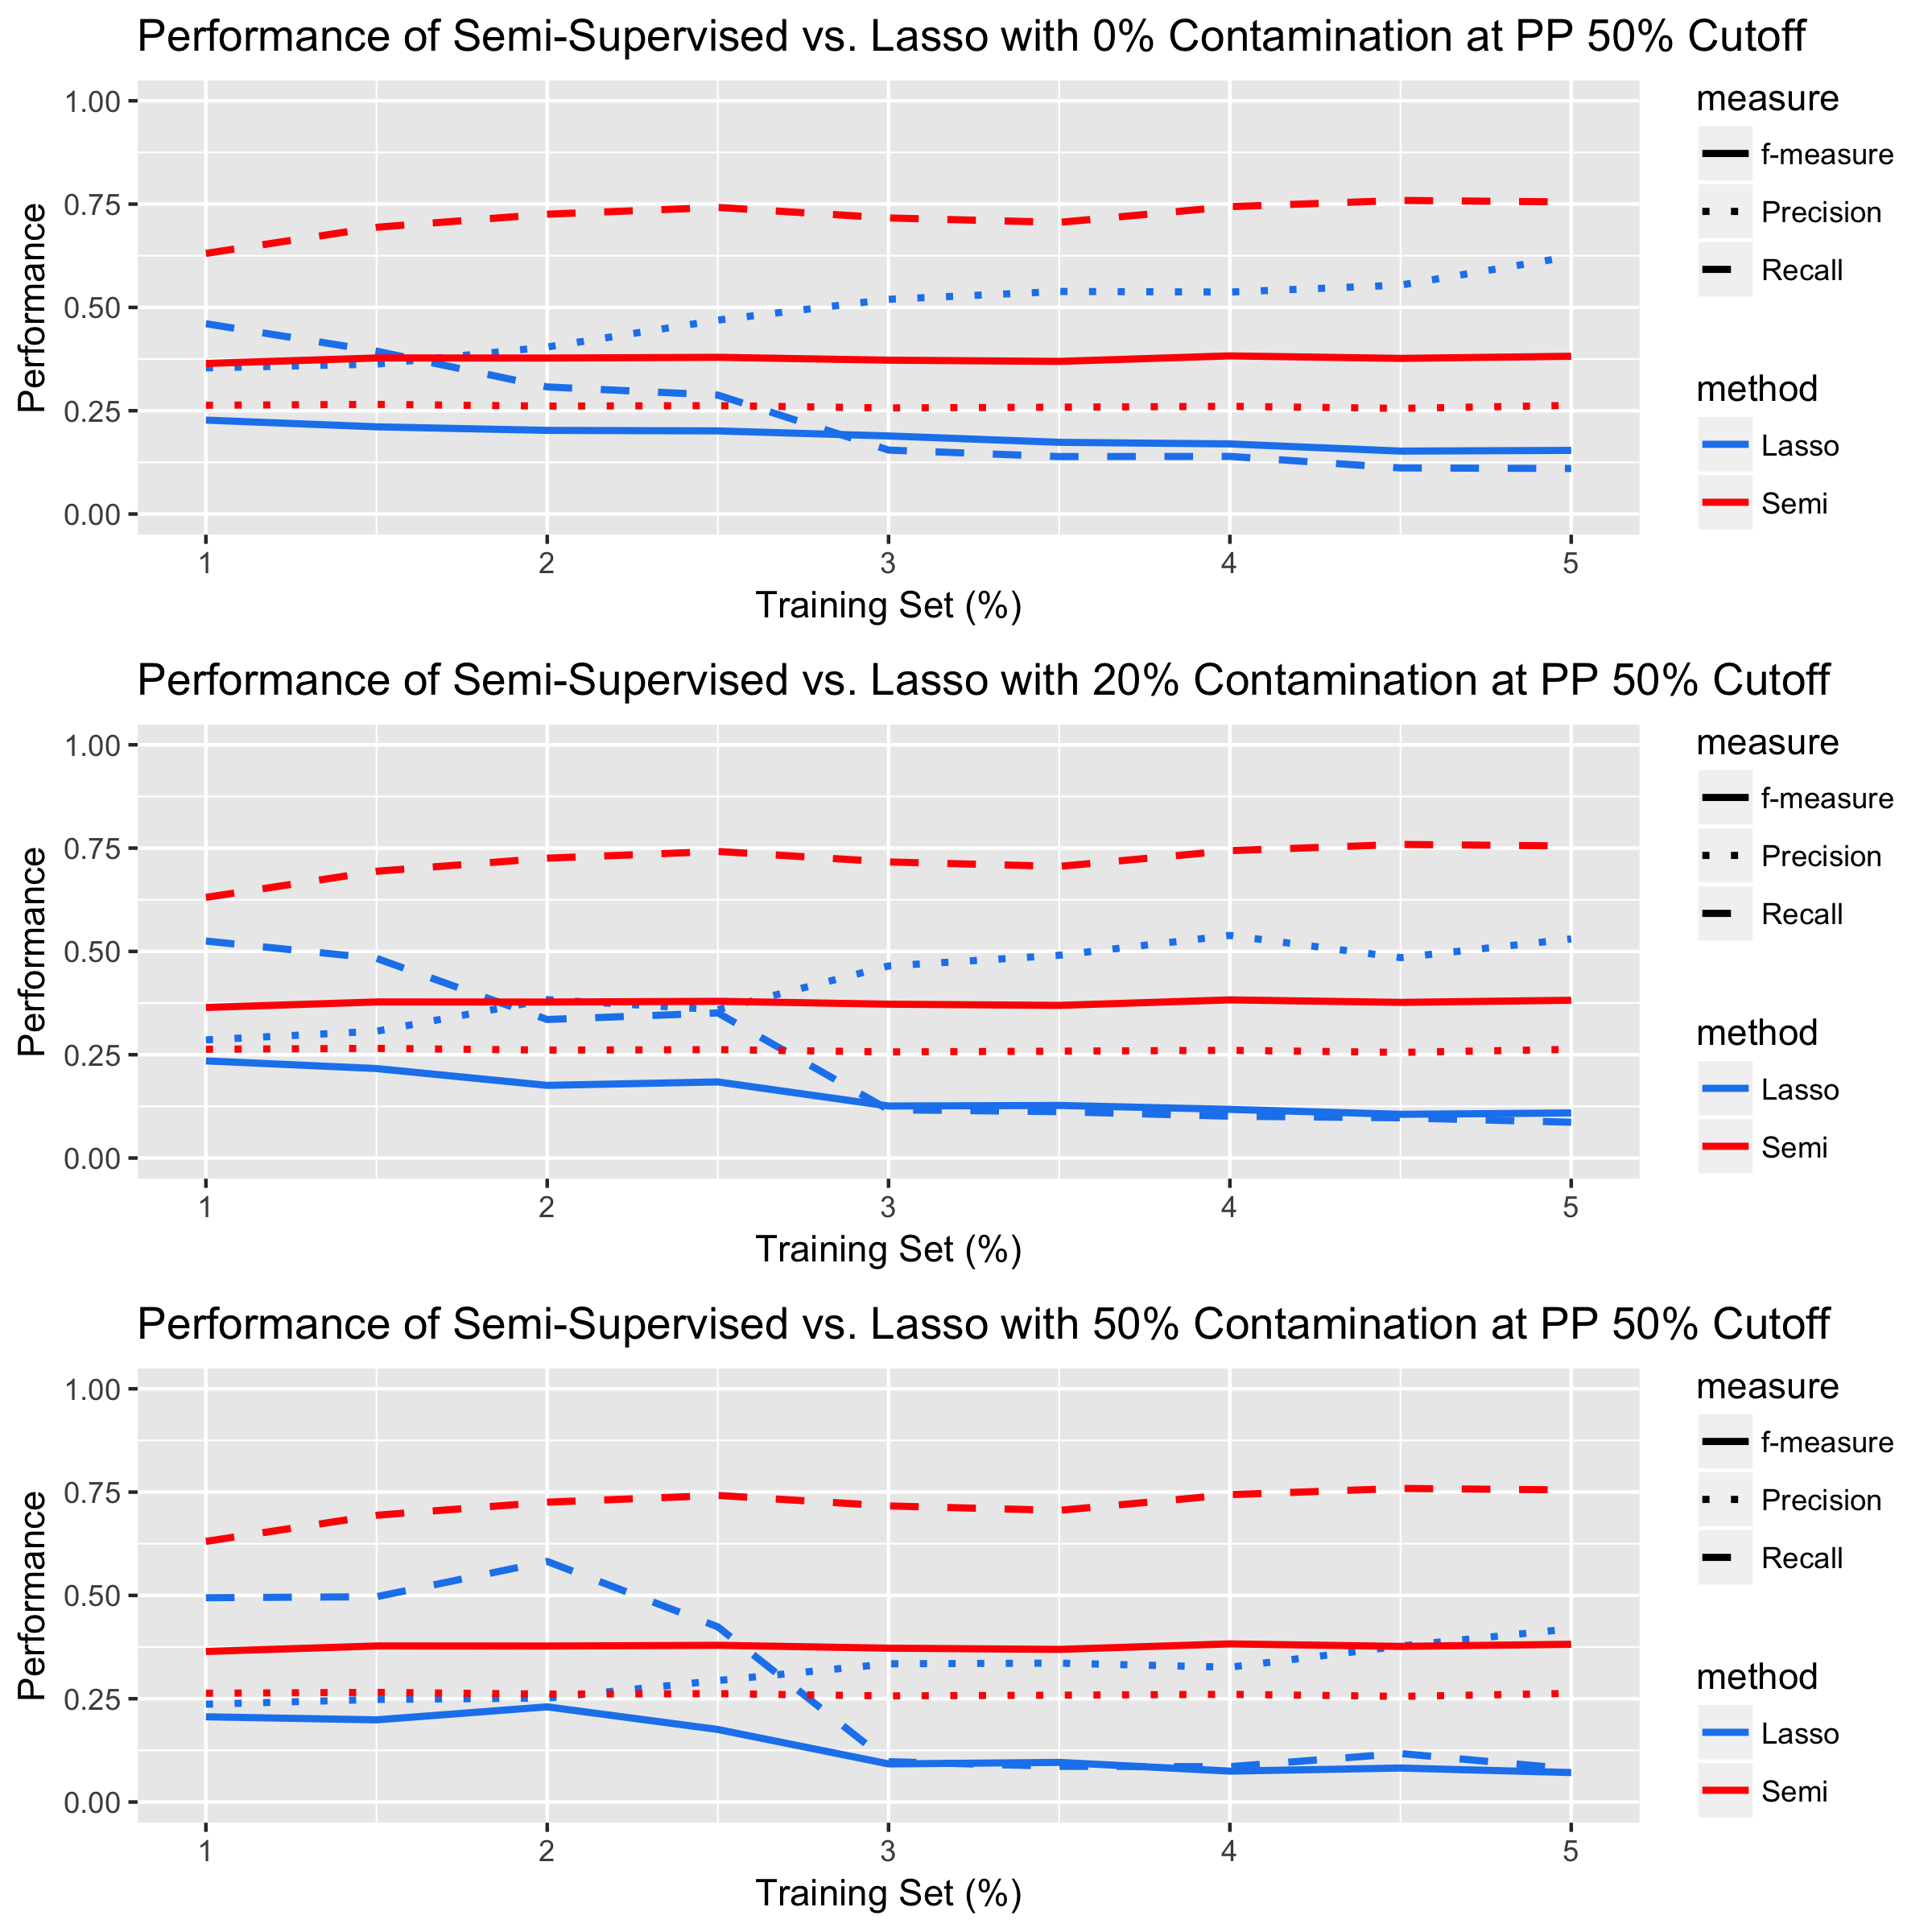 Performance of Semi-Supervised vs. Lasso with 0% Contamination at PP 50% Cutoff
1.00
0.75
0.50
0.25
0.00
Performance
1 2 3 4 5
Training Set (%)
measure
f-measure
Precision
Recall
method
Lasso
Semi
Performance of Semi-Supervised vs. Lasso with 20% Contamination at PP 50% Cutoff
1.00
0.75
0.50
0.25
0.00
Performance
1 2 3 4 5
Training Set (%)
measure
f-measure
Precision
Recall
method
Lasso
Semi
Performance of Semi-Supervised vs. Lasso with 50% Contamination at PP 50% Cutoff
1.00
0.75
0.50
0.25
0.00
Performance
1 2 3 4 5
Training Set (%)
measure
f-measure
Precision
Recall
method
Lasso
Semi